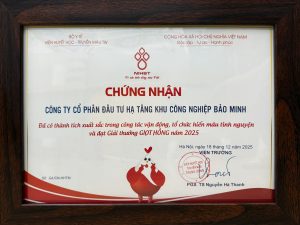 BỘ Y TẾ
VIỆN HUYẾT HỌC - TRUYỀN MÁU TW
CỘNG HÒA XÃ HỘI CHỦ NGHĨA VIỆT NAM
Độc lập - Tự do - Hạnh phúc
NIHBT
CHỨNG NHẬN
CÔNG TY CỔ PHẦN ĐẦU TƯ HẠ TẦNG KHU CÔNG NGHIỆP BẢO MINH
Đã có thành tích xuất sắc trong công tác vận động, tổ chức hiến máu tình nguyện
và đạt Giải thưởng GIỌT HỒNG năm 2025
Hà Nội, ngày 16 tháng 12 năm 2025
VIỆN TRƯỞNG
PGS. TS Nguyễn Hà Thanh